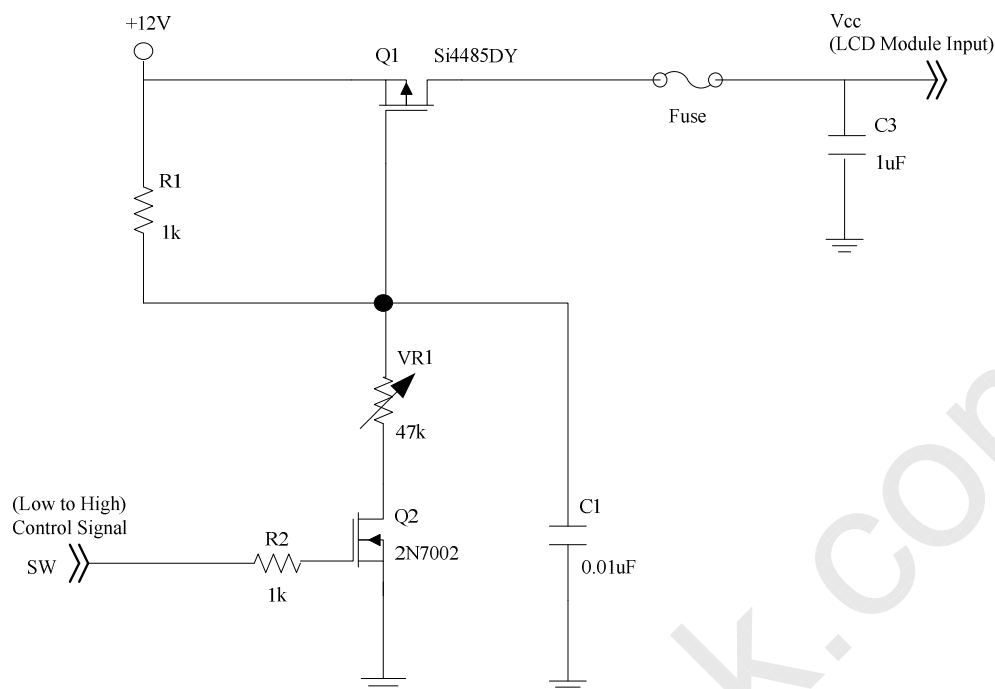 +12V
Q1
Si4485DY
Vcc
(LCD Module Input)
Fuse
C3
1uF
R1
1k
VR1
47k
(Low to High)
Control Signal
SW
R2
1k
Q2
2N7002
C1
0.01uF
k.com